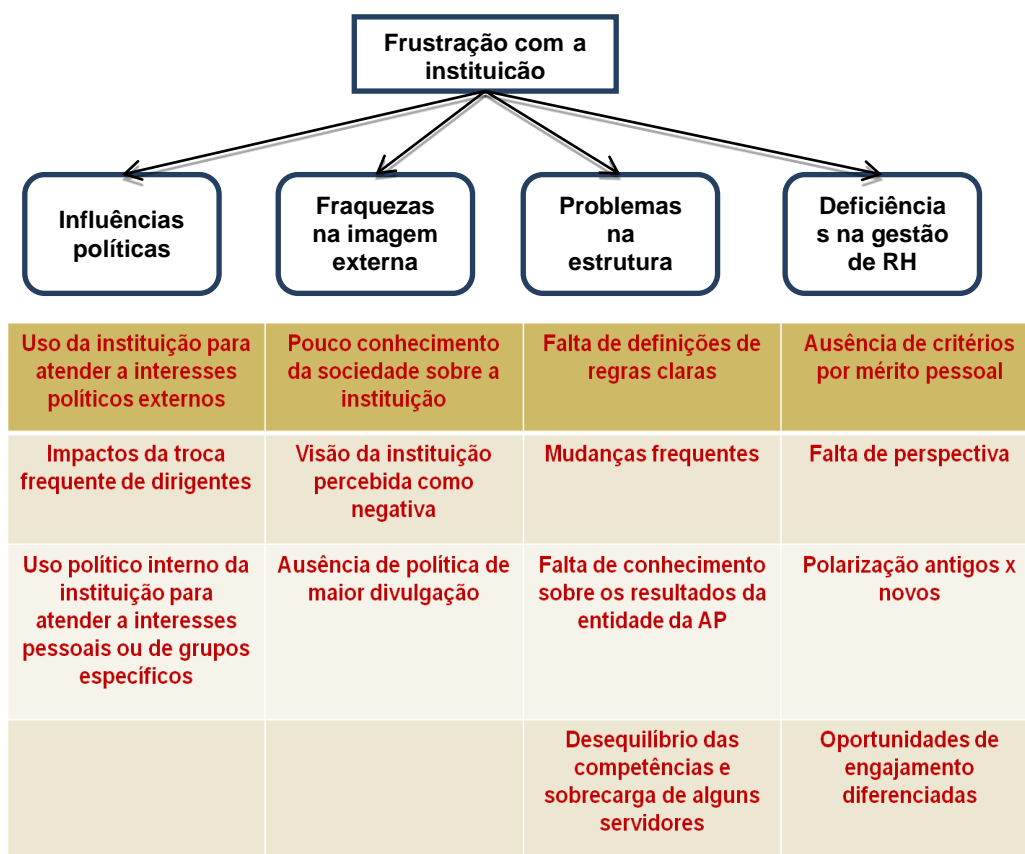 Frustração com a
instituicão
Influências
políticas
Fraquezas
na imagem
externa
Problemas
na
estrutura
Deficiência
s na gestão
de RH
Uso da instituição para
atender a interesses
políticos externos
Pouco conhecimento
da sociedade sobre a
instituição
Falta de definições de
regras claras
Ausência de critérios
por mérito pessoal
Impactos da troca
frequente de dirigentes
Visão da instituição
percebida como
negativa
Mudanças frequentes
Falta de perspectiva
Uso político interno da
instituição para
atender a interesses
pessoais ou de grupos
específicos
Ausência de política de
maior divulgação
Falta de conhecimento
sobre os resultados da
entidade da AP
Polarização antigos x
novos
Desequilíbrio das
competências e
sobrecarga de alguns
servidores
Oportunidades de
engajamento
diferenciadas